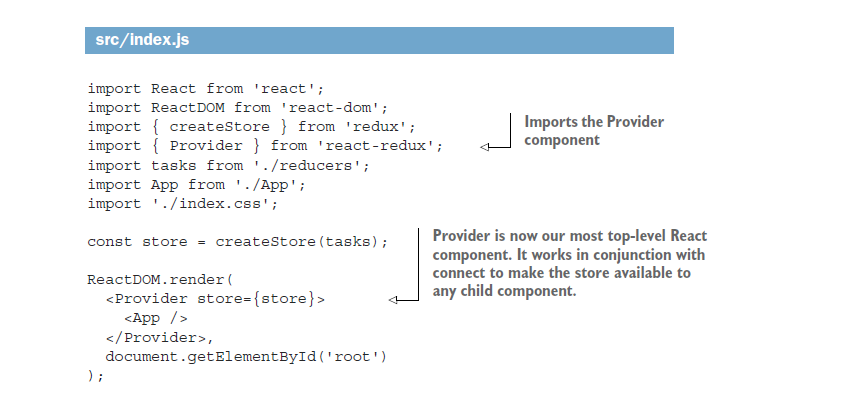 src/index.js
import React from 'react';
import ReactDOM from 'react-dom';
import { createStore } from 'redux';
import { Provider } from 'react-redux';
import tasks from './reducers';
import App from './App';
import './index.css';
Imports the Provider
component
const store = createStore(tasks);
ReactDOM.render(
  <Provider store={store}>
    <App />
  </Provider>,
  document.getElementById('root')
);
Provider is now our most top-level React
component. It works in conjunction with
connect to make the store available to
any child component.